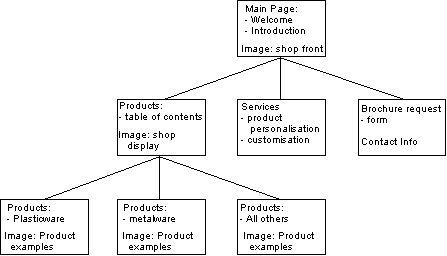 Main Page:
- Welcome
- Introduction
Image: shop front
Products:
- table of contents
Image: shop
display
Services
- product
personalisation
- customisation
Brochure request
- form
Contact Info
Products:
- Plasticware
Image: Product
examples
Products:
- metalware
Image: Product
examples
Products:
- All others
Image: Product
examples